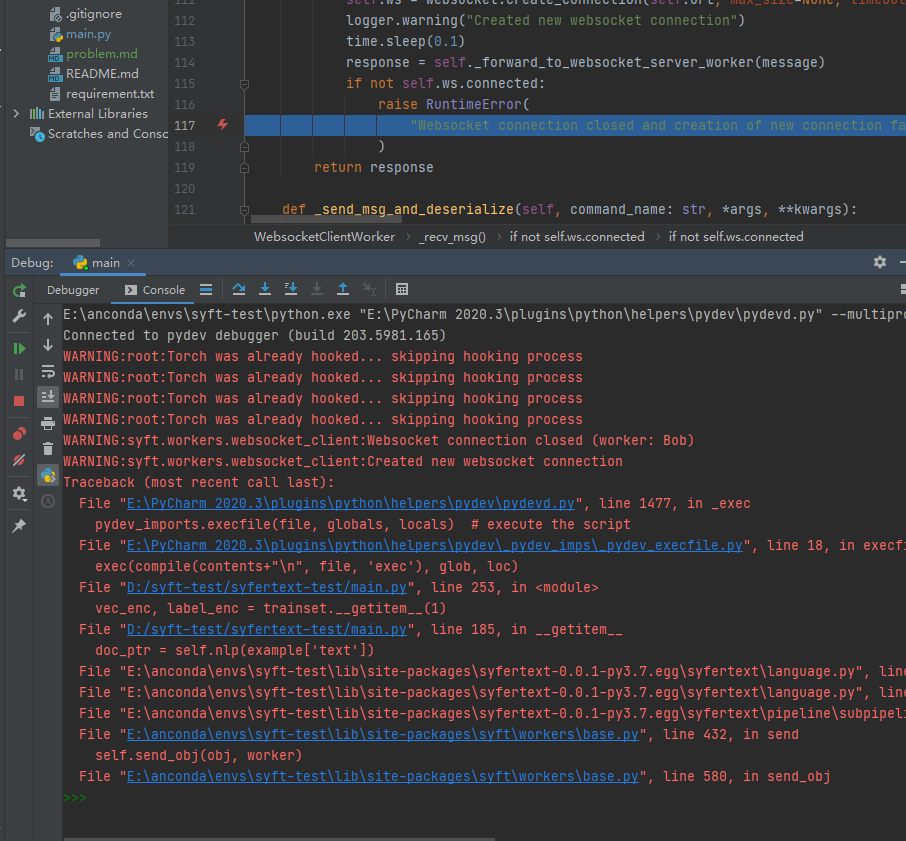 .gitignore
main.py
problem.md
README.md
requirement.txt
External Libraries
Scratches and Consc
111 self.ws = websocket.create_connection(self.url, max_size=None, timeout
112 logger.warning("Created new websocket connection")
113 time.sleep(0.1)
114 response = self._forward_to_websocket_server_worker(message)
115 if not self.ws.connected:
116 raise RuntimeError(
117 "Websocket connection closed and creation of new connection fa
118 )
119 return response
120
121 def _send_msg_and_deserialize(self, command_name: str, *args, **kwargs):
WebsocketClientWorker › _recv_msg() › if not self.ws.connected › if not self.ws.connected
Debug: main
Debugger Console
E:\anconda\envs\syft-test\python.exe "E:\PyCharm 2020.3\plugins\python\helpers\pydev\pydevd.py" --multipro
Connected to pydev debugger (build 203.5981.165)
WARNING:root:Torch was already hooked... skipping hooking process
WARNING:root:Torch was already hooked... skipping hooking process
WARNING:root:Torch was already hooked... skipping hooking process
WARNING:root:Torch was already hooked... skipping hooking process
WARNING:syft.workers.websocket_client:Websocket connection closed (worker: Bob)
WARNING:syft.workers.websocket_client:Created new websocket connection
Traceback (most recent call last):
File "E:\PyCharm 2020.3\plugins\python\helpers\pydev\pydevd.py", line 1477, in _exec
pydev_imports.execfile(file, globals, locals)  # execute the script
File "E:\PyCharm 2020.3\plugins\python\helpers\pydev\_pydev_imps\_pydev_execfile.py", line 18, in execfi
exec(compile(contents+"\n", file, 'exec'), glob, loc)
File "D:/syft-test/syfertext-test/main.py", line 253, in <module>
vec_enc, label_enc = trainset.__getitem__(1)
File "D:/syft-test/syfertext-test/main.py", line 185, in __getitem__
doc_ptr = self.nlp(example['text'])
File "E:\anconda\envs\syft-test\lib\site-packages\syfertext-0.0.1-py3.7.egg\syfertext\language.py", line
File "E:\anconda\envs\syft-test\lib\site-packages\syfertext-0.0.1-py3.7.egg\syfertext\language.py", line
File "E:\anconda\envs\syft-test\lib\site-packages\syfertext-0.0.1-py3.7.egg\syfertext\pipeline\subpipeli
File "E:\anconda\envs\syft-test\lib\site-packages\syft\workers\base.py", line 432, in send
self.send_obj(obj, worker)
File "E:\anconda\envs\syft-test\lib\site-packages\syft\workers\base.py", line 580, in send_obj
>>>